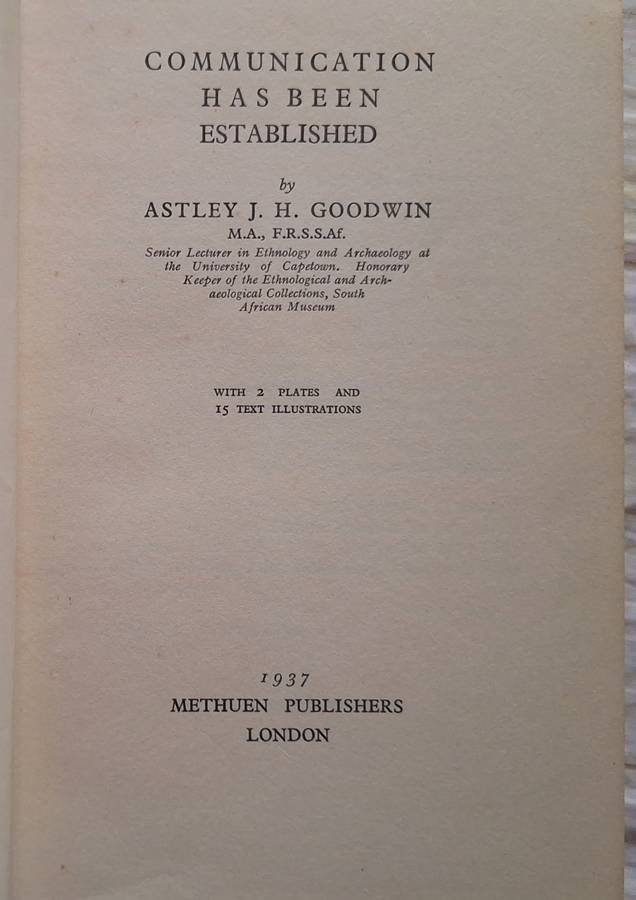 COMMUNICATION
HAS BEEN
ESTABLISHED
by
ASTLEY J. H. GOODWIN
M.A., F.R.S.S.Af.
Senior Lecturer in Ethnology and Archaeology at
the University of Capetown. Honorary
Keeper of the Ethnological and Arch-
aeological Collections, South
African Museum
WITH 2 PLATES AND
15 TEXT ILLUSTRATIONS
1937
METHUEN PUBLISHERS
LONDON